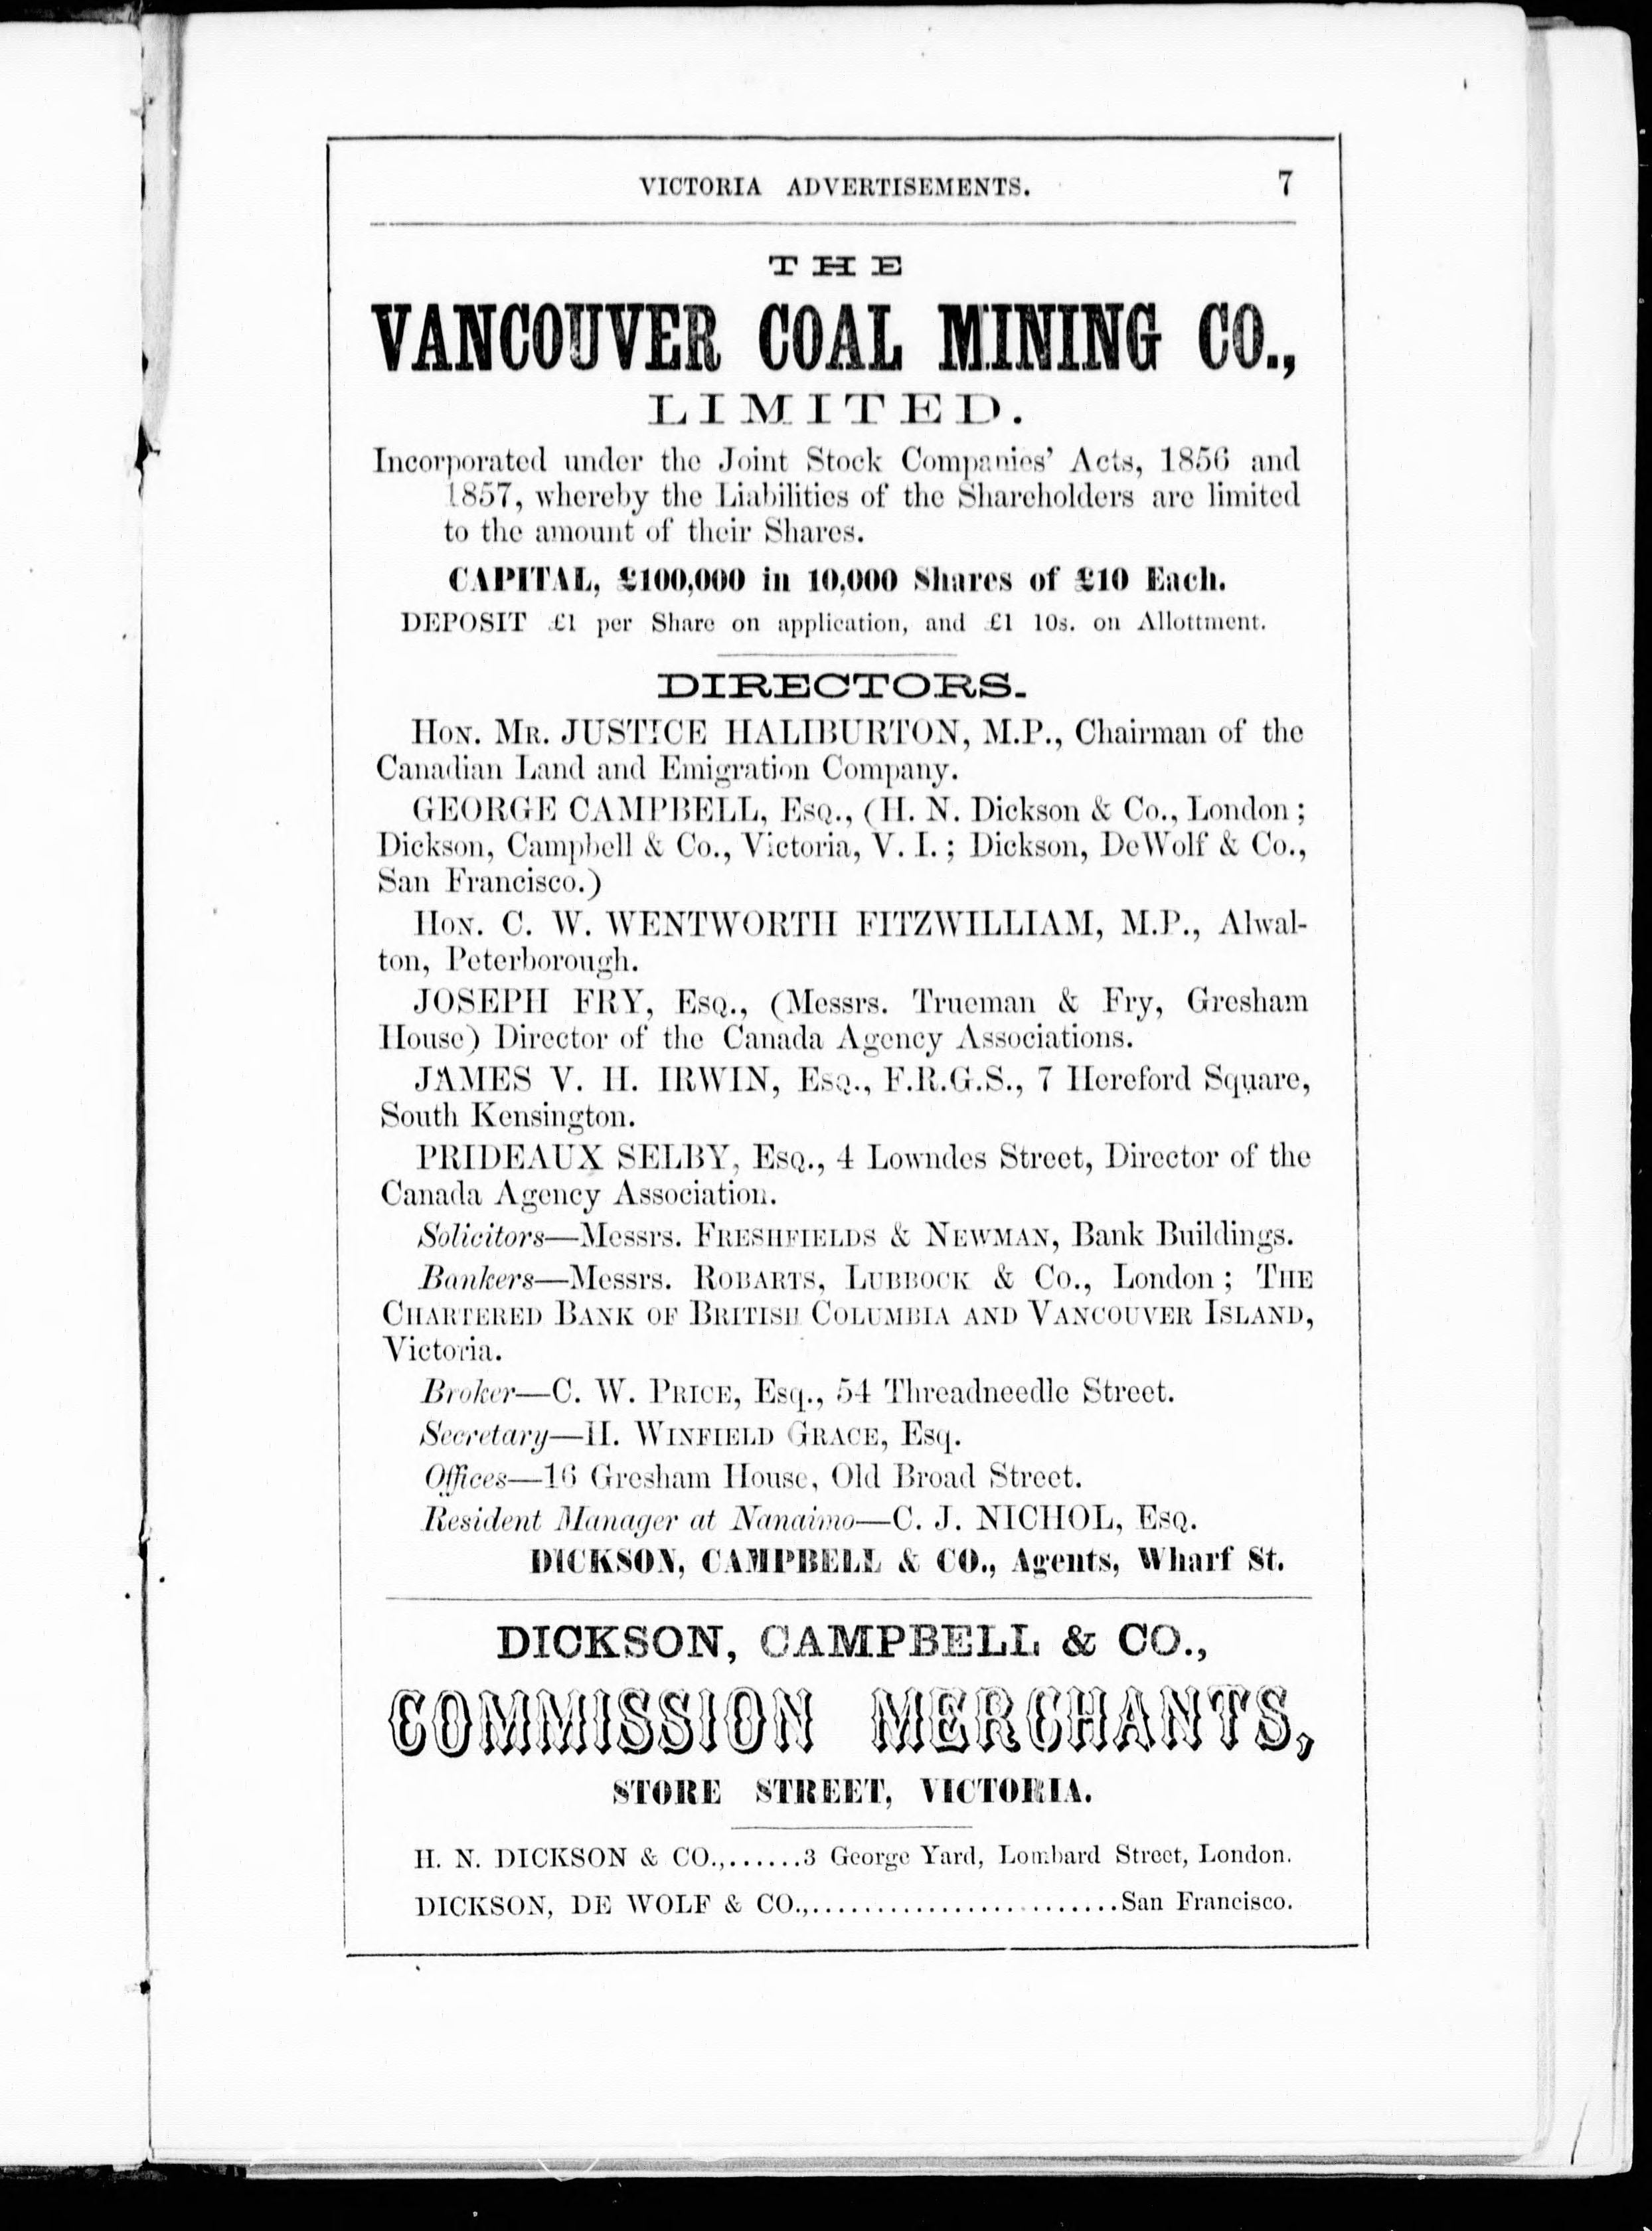 VICTORIA ADVERTISEMENTS. 7
THE
VANCOUVER COAL MINING CO.,
LIMITED.
Incorporated under the Joint Stock Companies' Acts, 1856 and
1857, whereby the Liabilities of the Shareholders are limited
to the amount of their Shares.
CAPITAL, £100,000 in 10,000 Shares of £10 Each.
DEPOSIT £1 per Share on application, and £1 10s. on Allottment.
DIRECTORS.
HON. MR. JUSTICE HALIBURTON, M.P., Chairman of the
Canadian Land and Emigration Company.
GEORGE CAMPBELL, ESQ., (H. N. Dickson & Co., London;
Dickson, Campbell & Co., Victoria, V. I.; Dickson, DeWolf & Co.,
San Francisco.)
HON. C. W. WENTWORTH FITZWILLIAM, M.P., Alwal-
ton, Peterborough.
JOSEPH FRY, ESQ., (Messrs. Trueman & Fry, Gresham
House) Director of the Canada Agency Associations.
JAMES V. H. IRWIN, ESQ., F.R.G.S., 7 Hereford Square,
South Kensington.
PRIDEAUX SELBY, ESQ., 4 Lowndes Street, Director of the
Canada Agency Association.
Solicitors—Messrs. FRESHFIELDS & NEWMAN, Bank Buildings.
Bankers—Messrs. ROBARTS, LUBBOCK & Co., London; THE
CHARTERED BANK OF BRITISH COLUMBIA AND VANCOUVER ISLAND,
Victoria.
Broker—C. W. PRICE, Esq., 54 Threadneedle Street.
Secretary—H. WINFIELD GRACE, Esq.
Offices—16 Gresham House, Old Broad Street.
Resident Manager at Nanaimo—C. J. NICHOL, ESQ.
DICKSON, CAMPBELL & CO., Agents, Wharf St.
DICKSON, CAMPBELL & CO.,
COMMISSION MERCHANTS,
STORE STREET, VICTORIA.
H. N. DICKSON & CO.,......3 George Yard, Lombard Street, London.
DICKSON, DE WOLF & CO.,........................San Francisco.